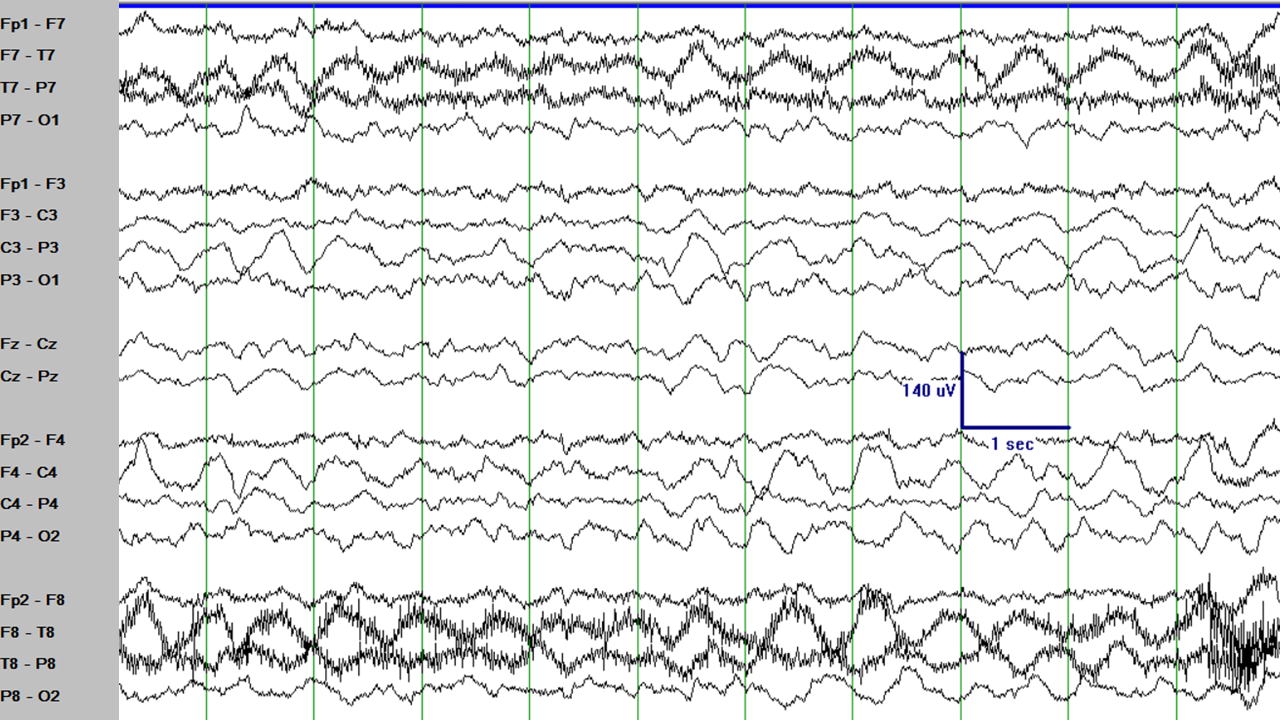 Fp1 - F7
F7 - T7
T7 - P7
P7 - O1
Fp1 - F3
F3 - C3
C3 - P3
P3 - O1
Fz - Cz
Cz - Pz
140 uV
Fp2 - F4
1 sec
F4 - C4
C4 - P4
P4 - O2
Fp2 - F8
F8 - T8
T8 - P8
P8 - O2